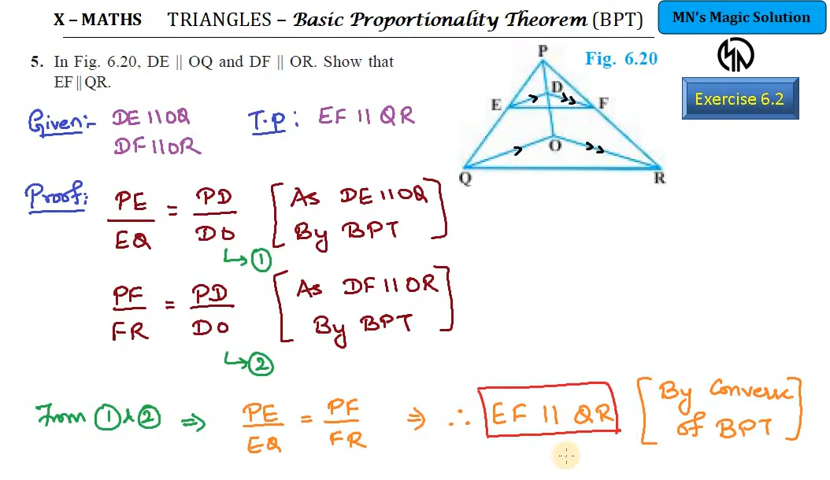 X – MATHS TRIANGLES – Basic Proportionality Theorem (BPT)
MN's Magic Solution
5. In Fig. 6.20, DE || OQ and DF || OR. Show that
EF || QR.
Fig. 6.20
MN
Exercise 6.2
P
D
E
F
O
Q
R
Given:- DE || OQ
DF || OR
T.P: EF || QR
Proof: PE/EQ = PD/DO [As DE || OQ
By BPT]
↳ ①
PF/FR = PD/DO [As DF || OR
By BPT]
↳ ②
From ① & ② ⇒ PE/EQ = PF/FR ⇒ ∴ EF || QR [By Converse
of BPT]